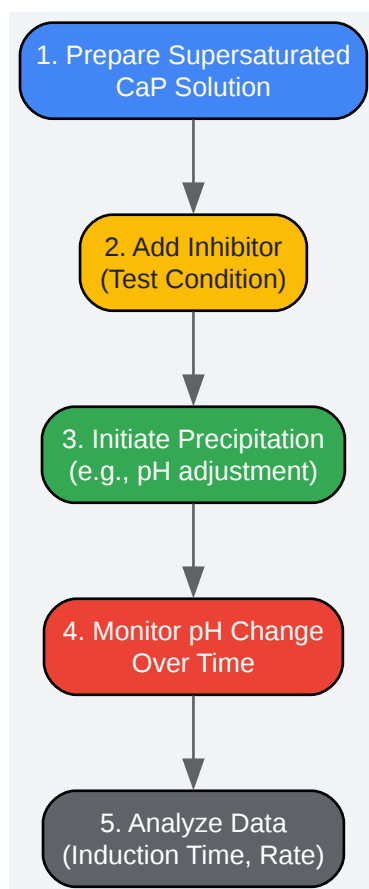 1. Prepare Supersaturated
CaP Solution
2. Add Inhibitor
(Test Condition)
3. Initiate Precipitation
(e.g., pH adjustment)
4. Monitor pH Change
Over Time
5. Analyze Data
(Induction Time, Rate)